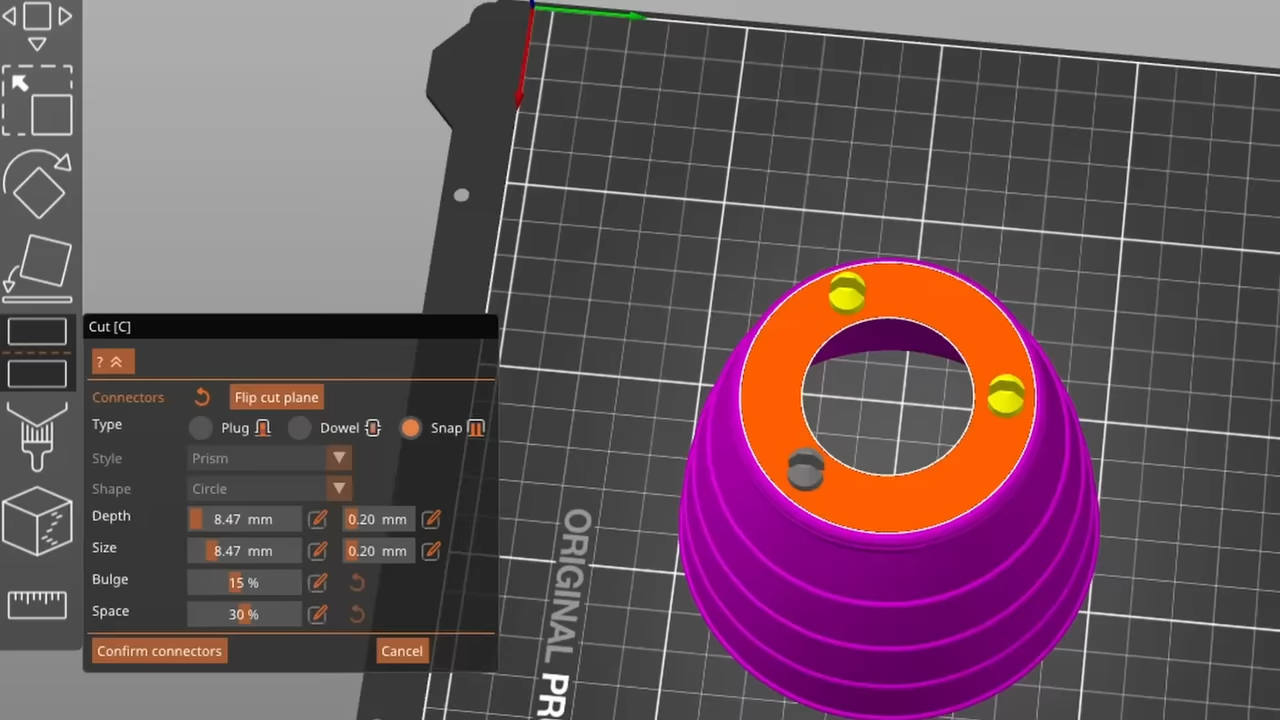 Cut [C]
?
Connectors Flip cut plane
Type Plug Dowel Snap
Style Prism
Shape Circle
Depth 8.47 mm 0.20 mm
Size 8.47 mm 0.20 mm
Bulge 15 %
Space 30 %
Confirm connectors Cancel
ORIGINAL PR